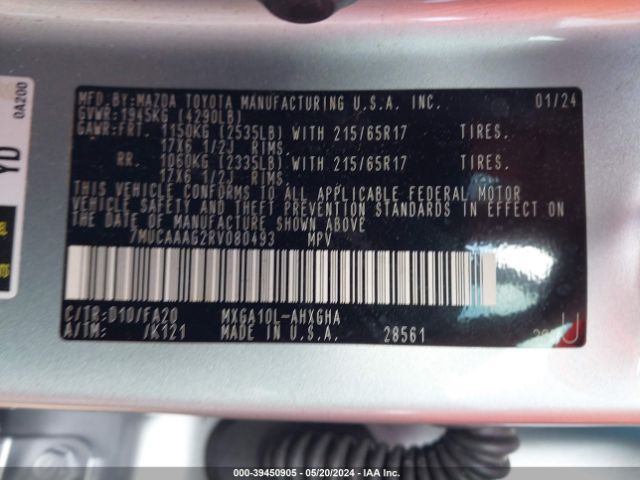 MFD.BY:MAZDA TOYOTA MANUFACTURING U.S.A. INC. 01/24
GVWR:1945KG (4290LB)
GAWR:FRT. 1150KG (2535LB) WITH 215/65R17 TIRES.
17X6 1/2J RIMS.
RR. 1060KG (2335LB) WITH 215/65R17 TIRES.
17X6 1/2J RIMS.
THIS VEHICLE CONFORMS TO ALL APPLICABLE FEDERAL MOTOR
VEHICLE SAFETY AND THEFT PREVENTION STANDARDS IN EFFECT ON
THE DATE OF MANUFACTURE SHOWN ABOVE
7MUCAAAG2RV080493 MPV
C/TR:D10/FA20 MXGA10L-AHXGHA
A/TM: /K121 MADE IN U.S.A. 28561
U
0A200
YD
000-39450905 - 05/20/2024 - IAA Inc.